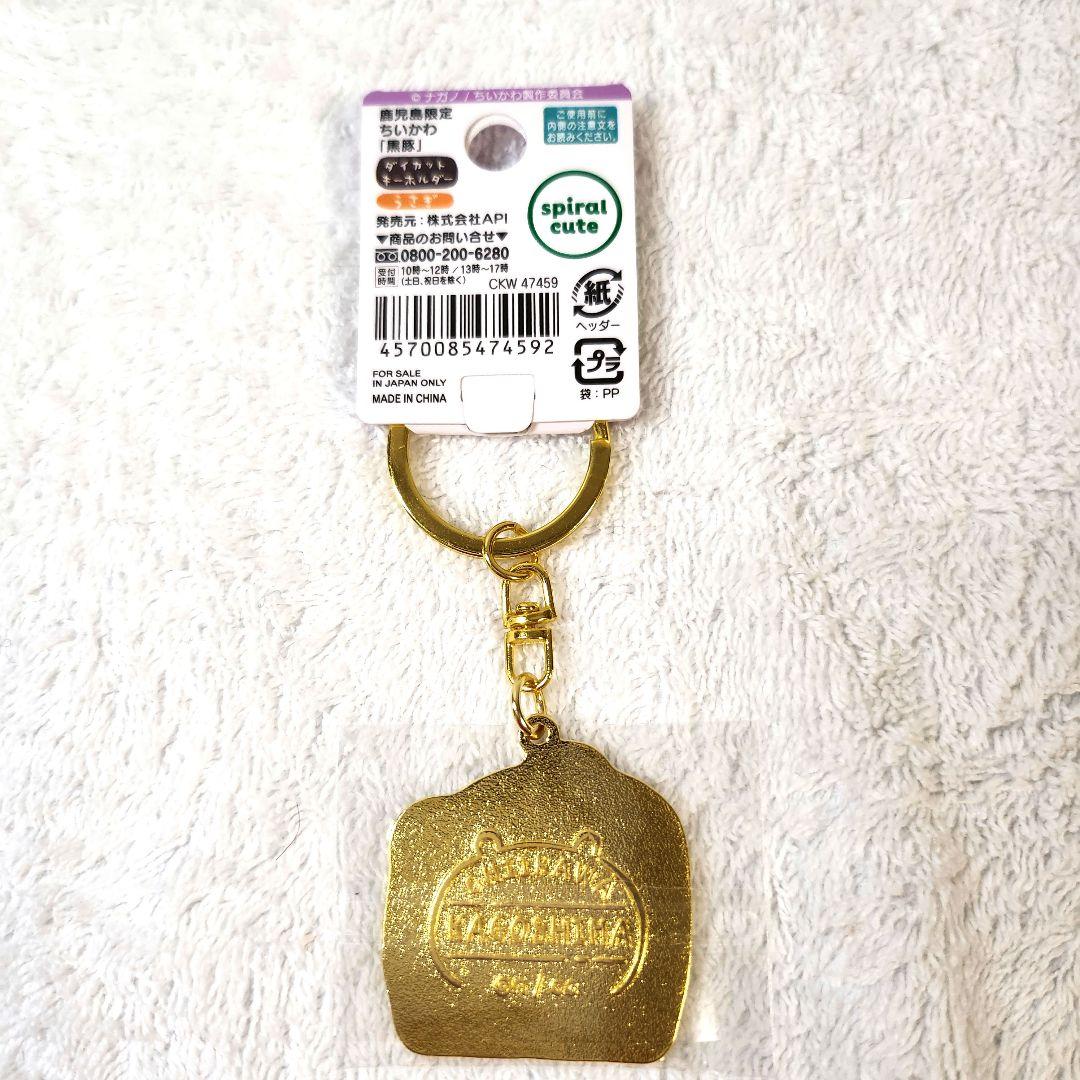 © ナガノ / ちいかわ製作委員会
鹿児島限定
ちいかわ
「黒豚」
ダイカット
キーホルダー
うさぎ
ご使用前に
内側の注意文を
お読みください。
spiral
cute
発売元：株式会社API
▼商品のお問い合せ▼
0800-200-6280
受付時間 10時～12時 / 13時～17時
(土日、祝日を除く)
CKW 47459
4570085474592
紙
ヘッダー
プラ
袋：PP
FOR SALE
IN JAPAN ONLY
MADE IN CHINA
CHIIKAWA
KAGOSHIMA